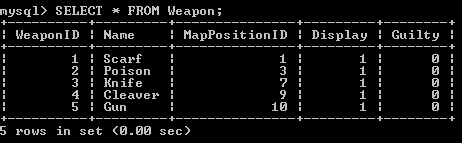 mysql> SELECT * FROM Weapon;
+----------+---------+---------------+---------+--------+
| WeaponID | Name    | MapPositionID | Display | Guilty |
+----------+---------+---------------+---------+--------+
|        1 | Scarf   |             1 |       1 |      0 |
|        2 | Poison  |             3 |       1 |      0 |
|        3 | Knife   |             7 |       1 |      0 |
|        4 | Cleaver |             9 |       1 |      0 |
|        5 | Gun     |            10 |       1 |      0 |
+----------+---------+---------------+---------+--------+
5 rows in set (0.00 sec)